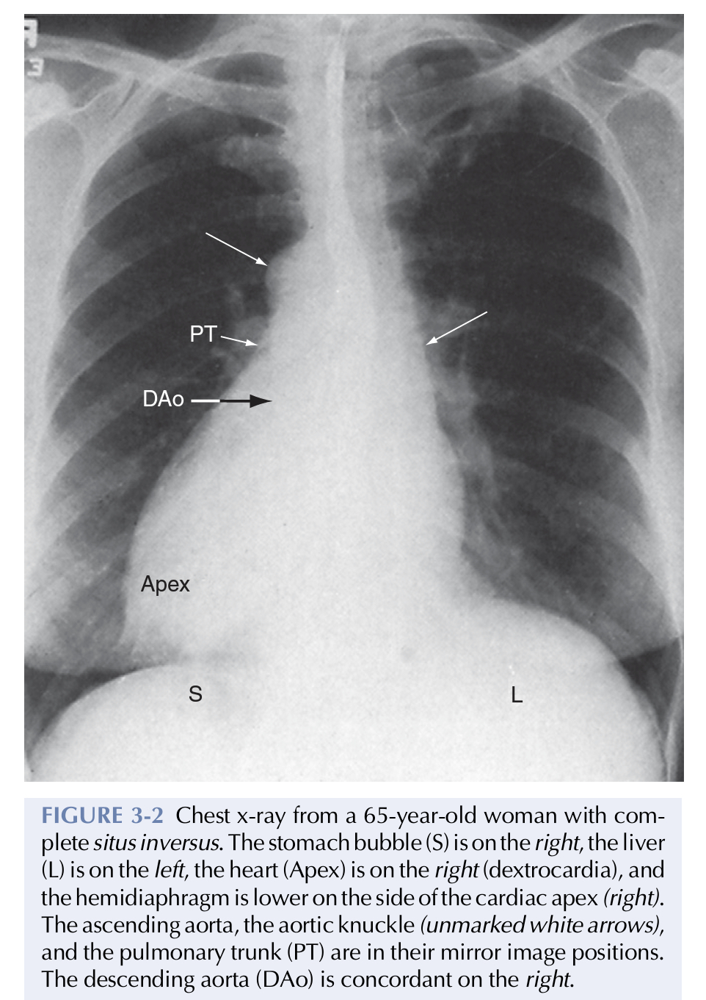 3
PT
DAo
Apex
S
L
FIGURE 3-2 Chest x-ray from a 65-year-old woman with com-
plete situs inversus. The stomach bubble (S) is on the right, the liver
(L) is on the left, the heart (Apex) is on the right (dextrocardia), and
the hemidiaphragm is lower on the side of the cardiac apex (right).
The ascending aorta, the aortic knuckle (unmarked white arrows),
and the pulmonary trunk (PT) are in their mirror image positions.
The descending aorta (DAo) is concordant on the right.